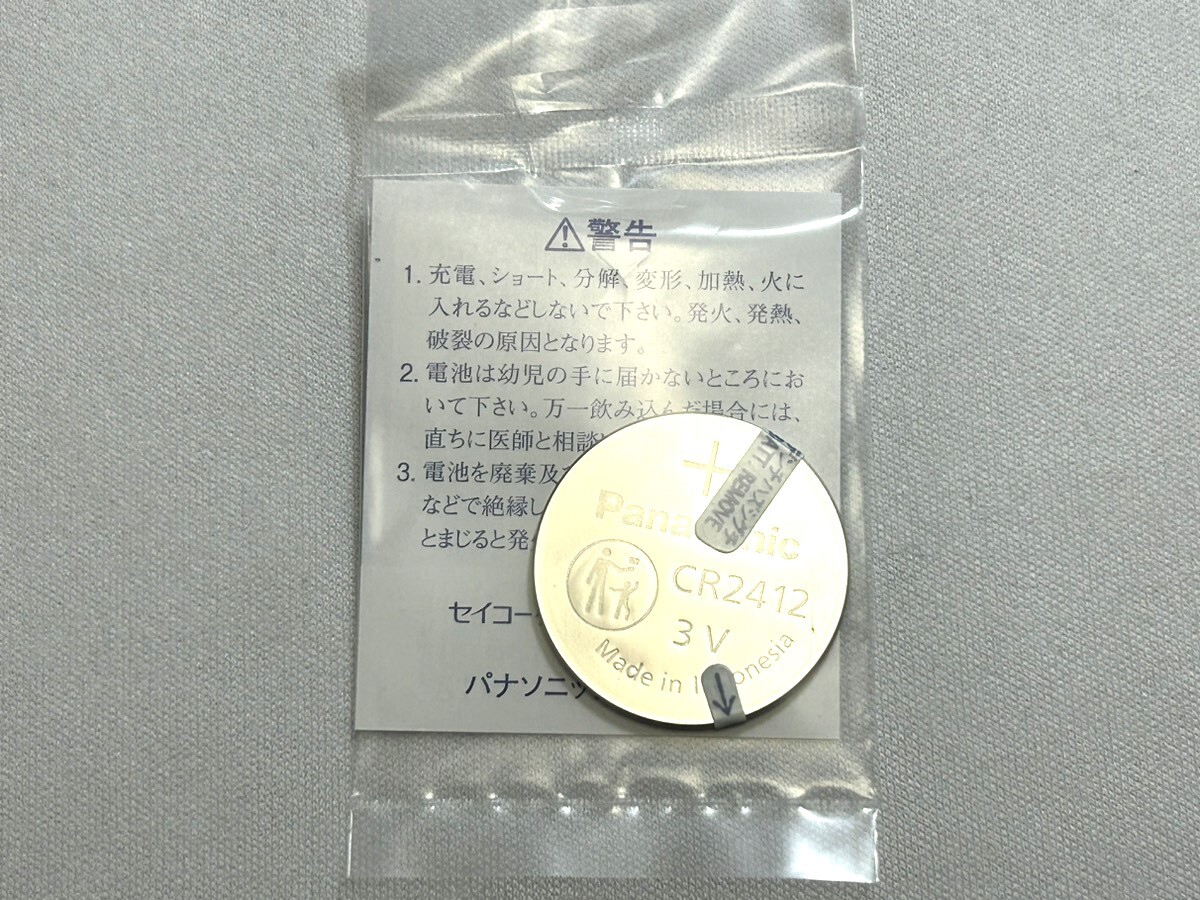 ⚠警告
1. 充電、ショート、分解、変形、加熱、火に
入れるなどしないで下さい。発火、発熱、
破裂の原因となります。
2. 電池は幼児の手に届かないところにお
いて下さい。万一飲み込んだ場合には、
直ちに医師と相談
3. 電池を廃棄及
などで絶縁し
とまじると発
セイコー
パナソニッ
+
REMOVE
Panasonic
CR2412
3 V
Made in Indonesia